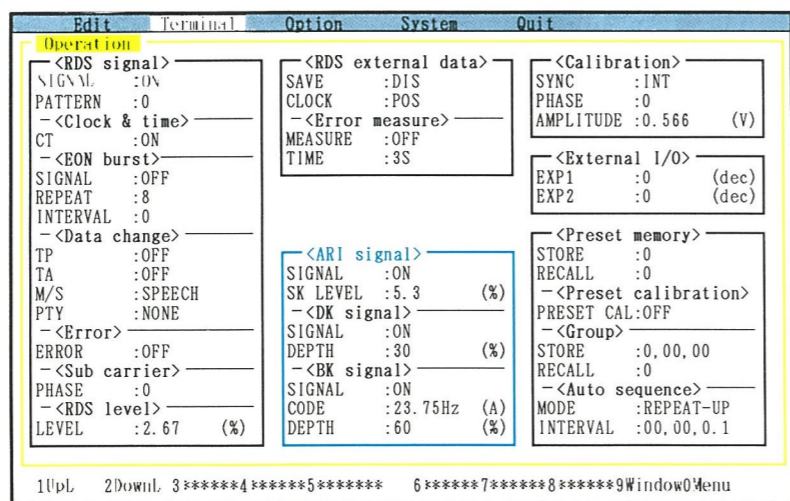 Edit Terminal Option System Quit
Operation
<RDS signal>
SIGNAL :ON
PATTERN :0
<Clock & time>
CT :ON
<EON burst>
SIGNAL :OFF
REPEAT :8
INTERVAL :0
<Data change>
TP :OFF
TA :OFF
M/S :SPEECH
PTY :NONE
<Error>
ERROR :OFF
<Sub carrier>
PHASE :0
<RDS level>
LEVEL :2.67 (%)
<RDS external data>
SAVE :DIS
CLOCK :POS
<Error measure>
MEASURE :OFF
TIME :3S
<ARI signal>
SIGNAL :ON
SK LEVEL :5.3 (%)
<DK signal>
SIGNAL :ON
DEPTH :30 (%)
<BK signal>
SIGNAL :ON
CODE :23.75Hz (A)
DEPTH :60 (%)
<Calibration>
SYNC :INT
PHASE :0
AMPLITUDE :0.566 (V)
<External I/O>
EXP1 :0 (dec)
EXP2 :0 (dec)
<Preset memory>
STORE :0
RECALL :0
<Preset calibration>
PRESET CAL:OFF
<Group>
STORE :0,00,00
RECALL :0
<Auto sequence>
MODE :REPEAT-UP
INTERVAL :00,00,0.1
1UpL 2DownL 3******4******5******* 6******7******8******9Window0Menu